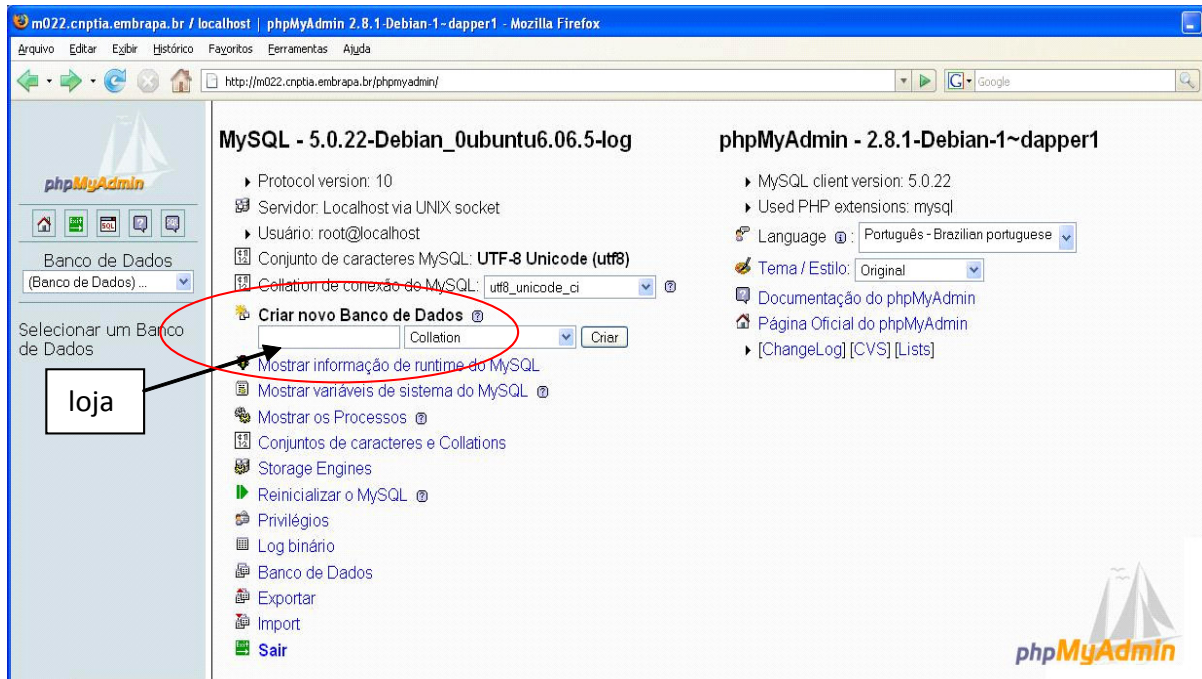 m022.cnptia.embrapa.br / localhost | phpMyAdmin 2.8.1-Debian-1~dapper1 - Mozilla Firefox
Arquivo Editar Exibir Histórico Favoritos Ferramentas Ajuda
http://m022.cnptia.embrapa.br/phpmyadmin/
G Google
phpMyAdmin
SQL
Banco de Dados
(Banco de Dados) ...
Selecionar um Banco
de Dados
loja
MySQL - 5.0.22-Debian_0ubuntu6.06.5-log
Protocol version: 10
Servidor: Localhost via UNIX socket
Usuário: root@localhost
Conjunto de caracteres MySQL: UTF-8 Unicode (utf8)
Collation de conexão do MySQL: utf8_unicode_ci
Criar novo Banco de Dados
Collation Criar
Mostrar informação de runtime do MySQL
Mostrar variáveis de sistema do MySQL
Mostrar os Processos
Conjuntos de caracteres e Collations
Storage Engines
Reinicializar o MySQL
Privilégios
Log binário
Banco de Dados
Exportar
Import
Sair
phpMyAdmin - 2.8.1-Debian-1~dapper1
MySQL client version: 5.0.22
Used PHP extensions: mysql
Language : Português - Brazilian portuguese
Tema / Estilo: Original
Documentação do phpMyAdmin
Página Oficial do phpMyAdmin
[ChangeLog] [CVS] [Lists]
phpMyAdmin